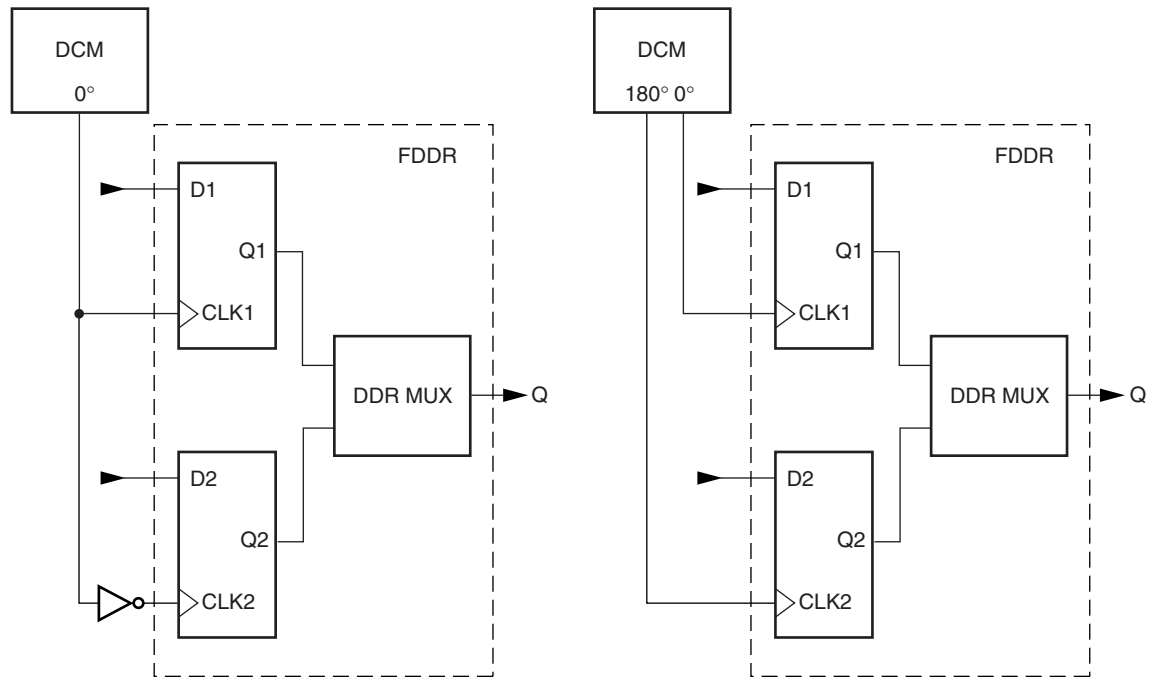 DCM
0°
FDDR
D1
Q1
CLK1
DDR MUX
Q
D2
Q2
CLK2
DCM
180° 0°
FDDR
D1
Q1
CLK1
DDR MUX
Q
D2
Q2
CLK2